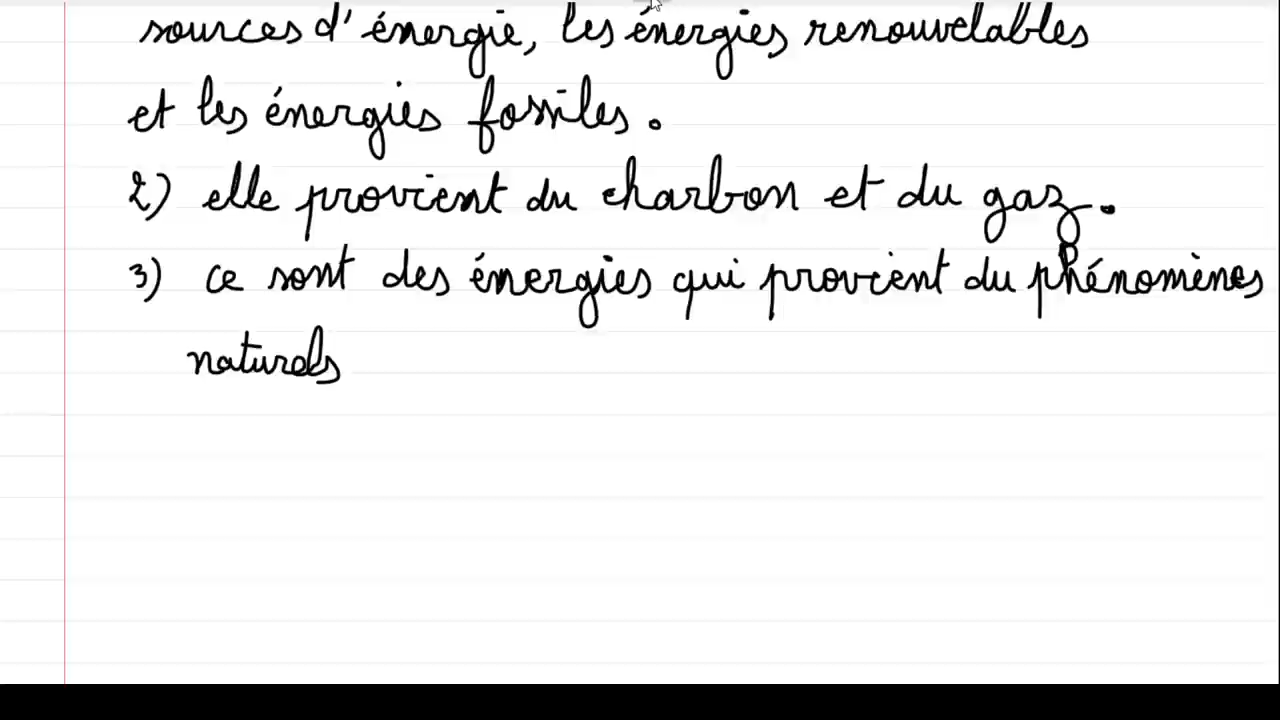 sources d'énergie, les énergies renouvelables
et les énergies fossiles.
2) elle provient du charbon et du gaz.
3) ce sont des énergies qui provient du phénomènes
naturels